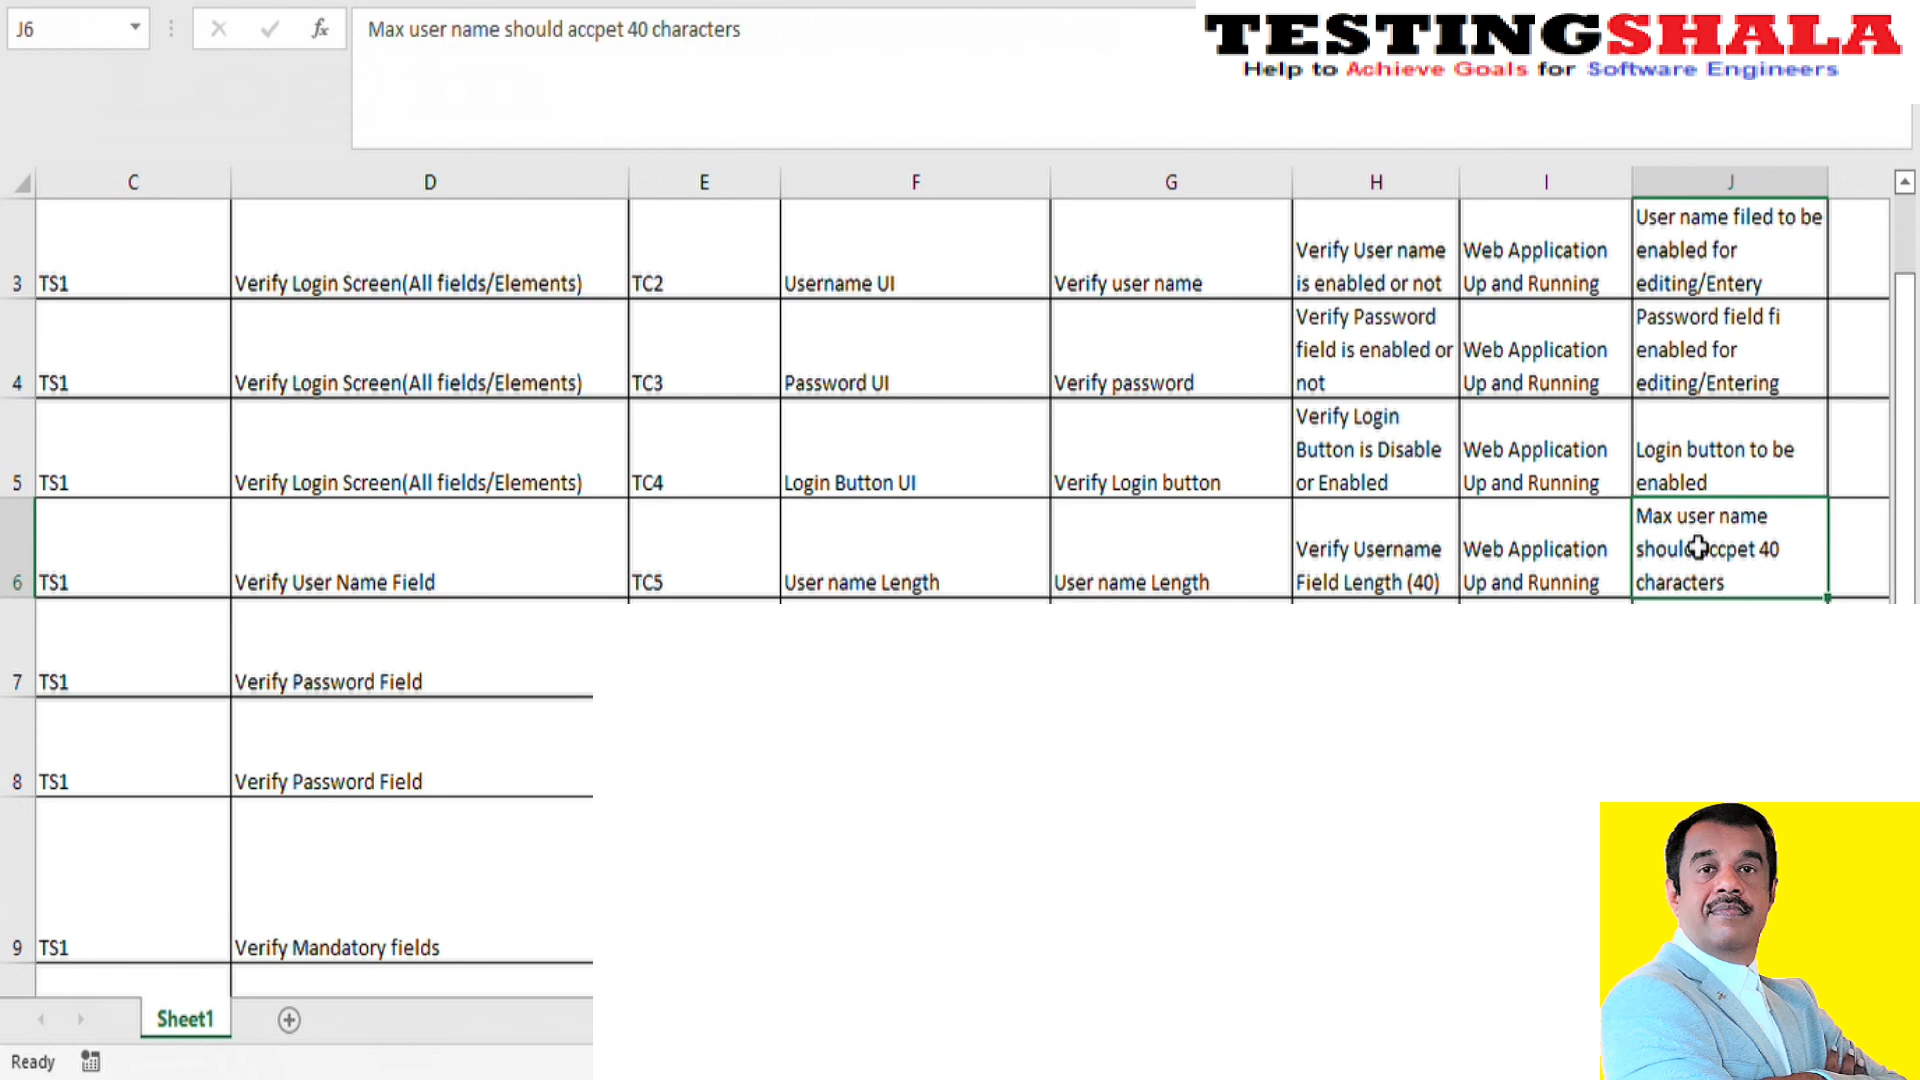 J6
fx
Max user name should accpet 40 characters
TESTINGSHALA
Help to Achieve Goals for Software Engineers
C D E F G H I J
3 TS1 Verify Login Screen(All fields/Elements) TC2 Username UI Verify user name
Verify User name
is enabled or not
Web Application
Up and Running
User name filed to be
enabled for
editing/Entery
4 TS1 Verify Login Screen(All fields/Elements) TC3 Password UI Verify password
Verify Password
field is enabled or
not
Web Application
Up and Running
Password field fi
enabled for
editing/Entering
5 TS1 Verify Login Screen(All fields/Elements) TC4 Login Button UI Verify Login button
Verify Login
Button is Disable
or Enabled
Web Application
Up and Running
Login button to be
enabled
6 TS1 Verify User Name Field TC5 User name Length User name Length
Verify Username
Field Length (40)
Web Application
Up and Running
Max user name
should accpet 40
characters
7 TS1 Verify Password Field
8 TS1 Verify Password Field
9 TS1 Verify Mandatory fields
Sheet1
Ready